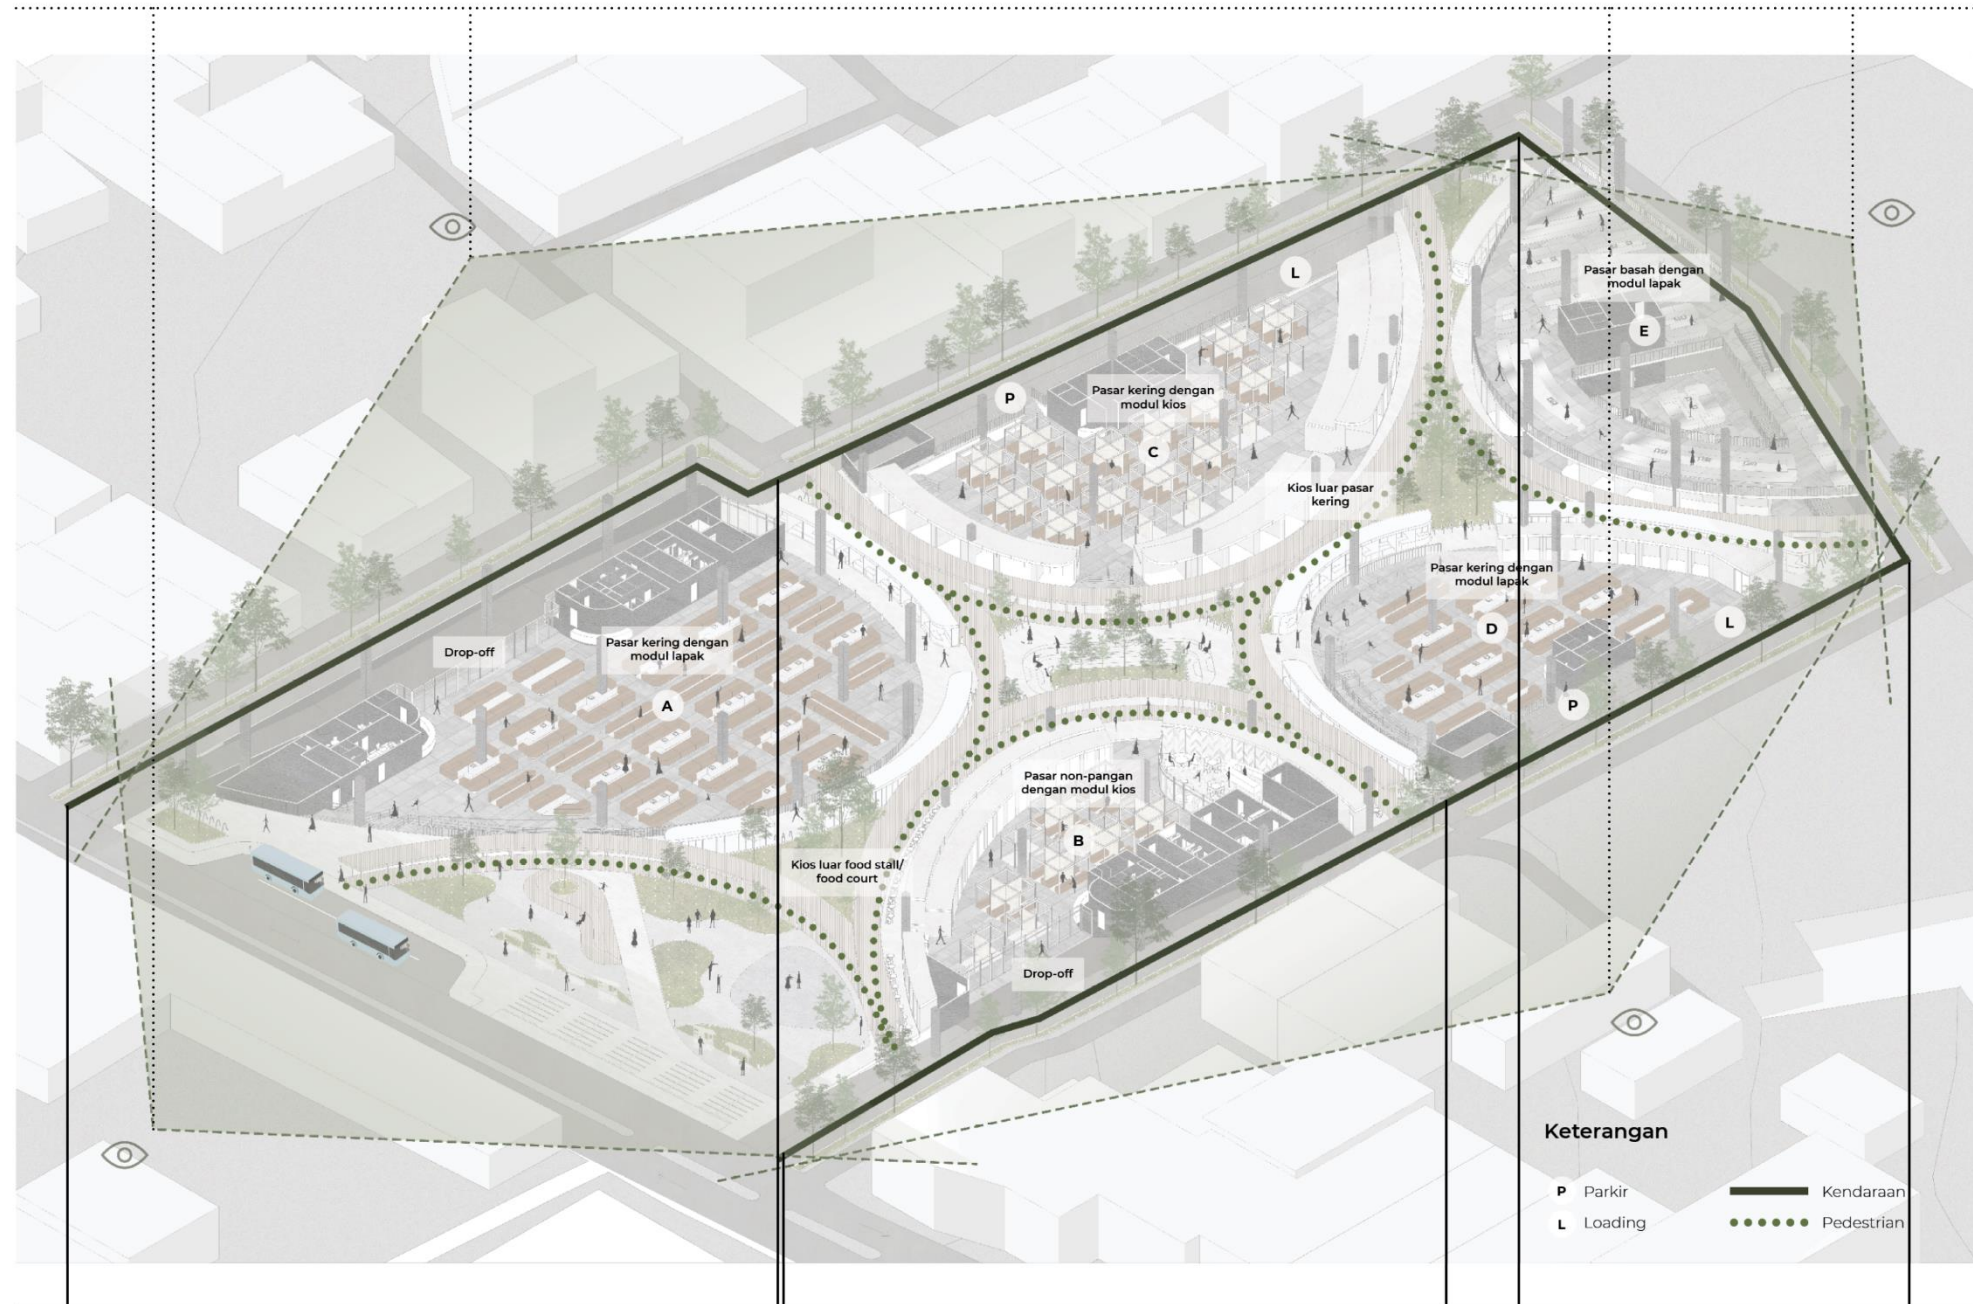 Pasar basah dengan
modul lapak
L
E
P
Pasar kering dengan
modul kios
C
Kios luar pasar
kering
Pasar kering dengan
modul lapak
D
L
P
Drop-off
Pasar kering dengan
modul lapak
A
Pasar non-pangan
dengan modul kios
B
Kios luar food stall/
food court
Drop-off
Keterangan
P Parkir
L Loading
Kendaraan
Pedestrian